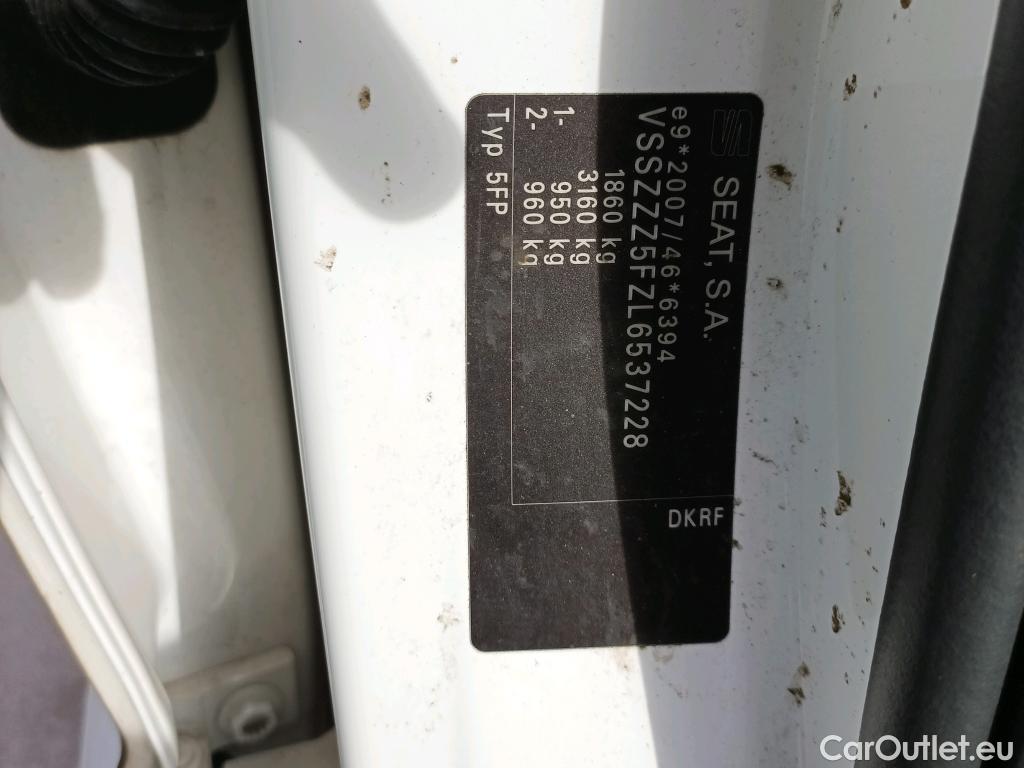 SEAT, S.A.
e9*2007/46*6394
VSSZZZ5FZL6537228
1860 kg
3160 kg
1- 950 kg
2- 960 kg
Typ 5FP
DKRF
CarOutlet.eu